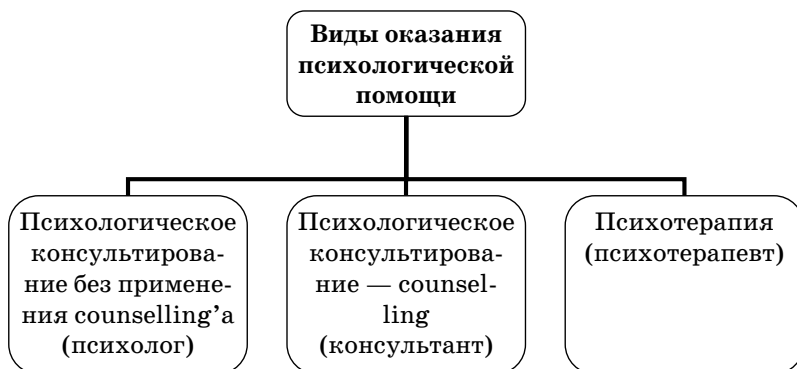 Виды оказания
психологической
помощи
Психологическое
консультирова-
ние без примене-
ния counselling’а
(психолог)
Психологическое
консультирова-
ние — counsel-
ling
(консультант)
Психотерапия
(психотерапевт)